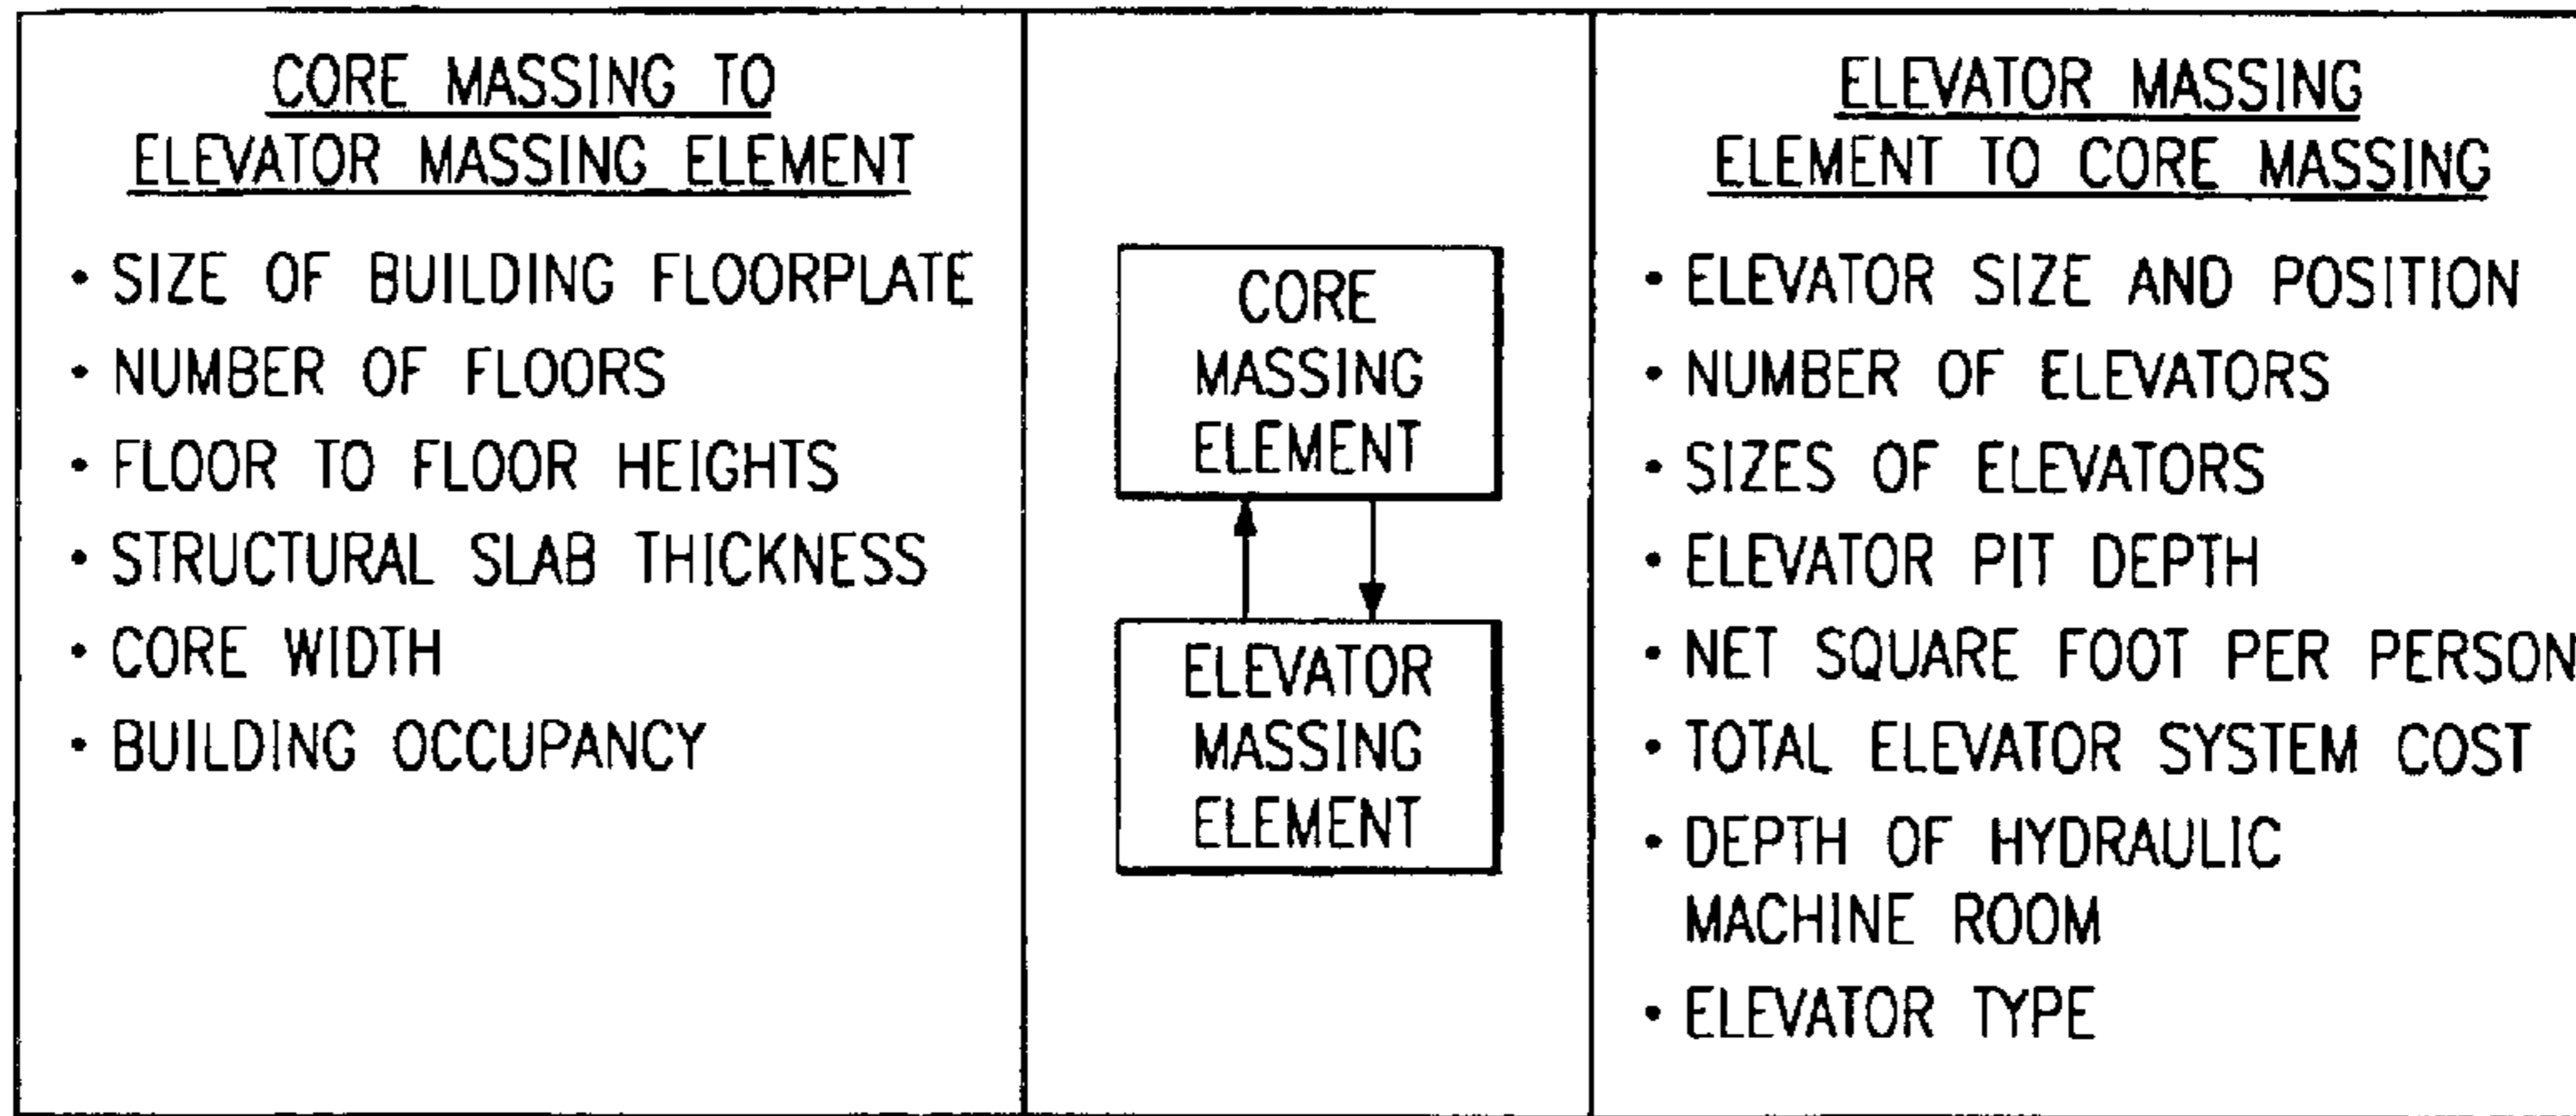 CORE MASSING TO
ELEVATOR MASSING ELEMENT
• SIZE OF BUILDING FLOORPLATE
• NUMBER OF FLOORS
• FLOOR TO FLOOR HEIGHTS
• STRUCTURAL SLAB THICKNESS
• CORE WIDTH
• BUILDING OCCUPANCY
CORE
MASSING
ELEMENT
ELEVATOR
MASSING
ELEMENT
ELEVATOR MASSING
ELEMENT TO CORE MASSING
• ELEVATOR SIZE AND POSITION
• NUMBER OF ELEVATORS
• SIZES OF ELEVATORS
• ELEVATOR PIT DEPTH
• NET SQUARE FOOT PER PERSON
• TOTAL ELEVATOR SYSTEM COST
• DEPTH OF HYDRAULIC
MACHINE ROOM
• ELEVATOR TYPE